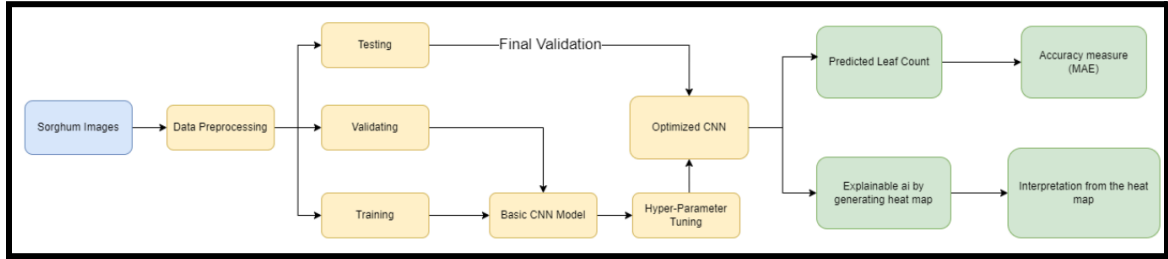 Testing
Final Validation
Predicted Leaf Count
Accuracy measure
(MAE)
Sorghum Images
Data Preprocessing
Validating
Optimized CNN
Training
Basic CNN Model
Hyper-Parameter
Tuning
Explainable ai by
generating heat map
Interpretation from the heat
map